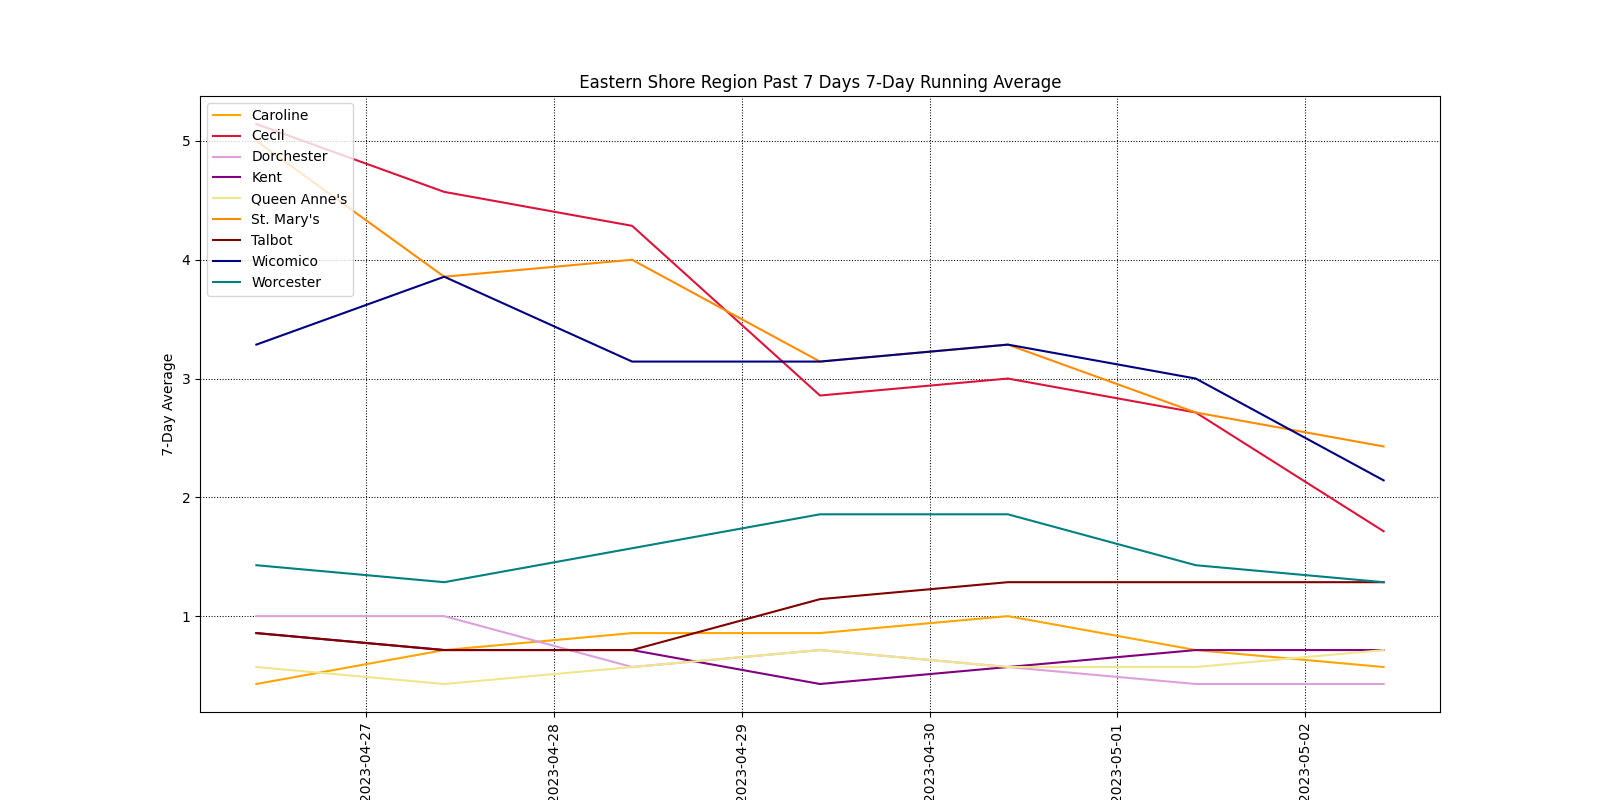 Eastern Shore Region Past 7 Days 7-Day Running Average
Caroline
Cecil
Dorchester
Kent
Queen Anne's
St. Mary's
Talbot
Wicomico
Worcester
5
4
3
2
1
7-Day Average
2023-04-27
2023-04-28
2023-04-29
2023-04-30
2023-05-01
2023-05-02